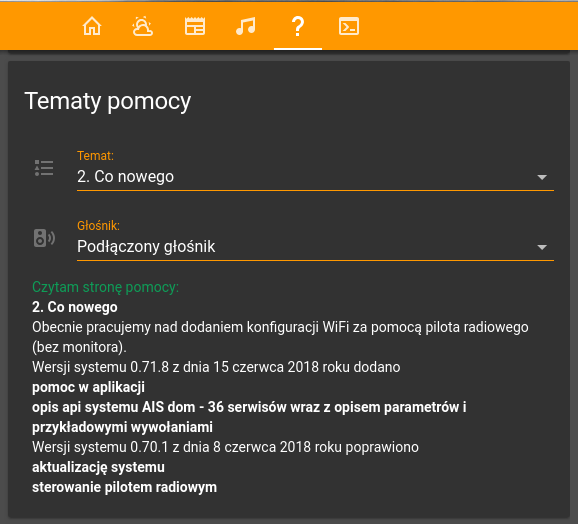 Tematy pomocy
Temat:
2. Co nowego
Głośnik:
Podłączony głośnik
Czytam stronę pomocy:
2. Co nowego
Obecnie pracujemy nad dodaniem konfiguracji WiFi za pomocą pilota radiowego
(bez monitora).
Wersji systemu 0.71.8 z dnia 15 czerwca 2018 roku dodano
pomoc w aplikacji
opis api systemu AIS dom - 36 serwisów wraz z opisem parametrów i
przykładowymi wywołaniami
Wersji systemu 0.70.1 z dnia 8 czerwca 2018 roku poprawiono
aktualizację systemu
sterowanie pilotem radiowym